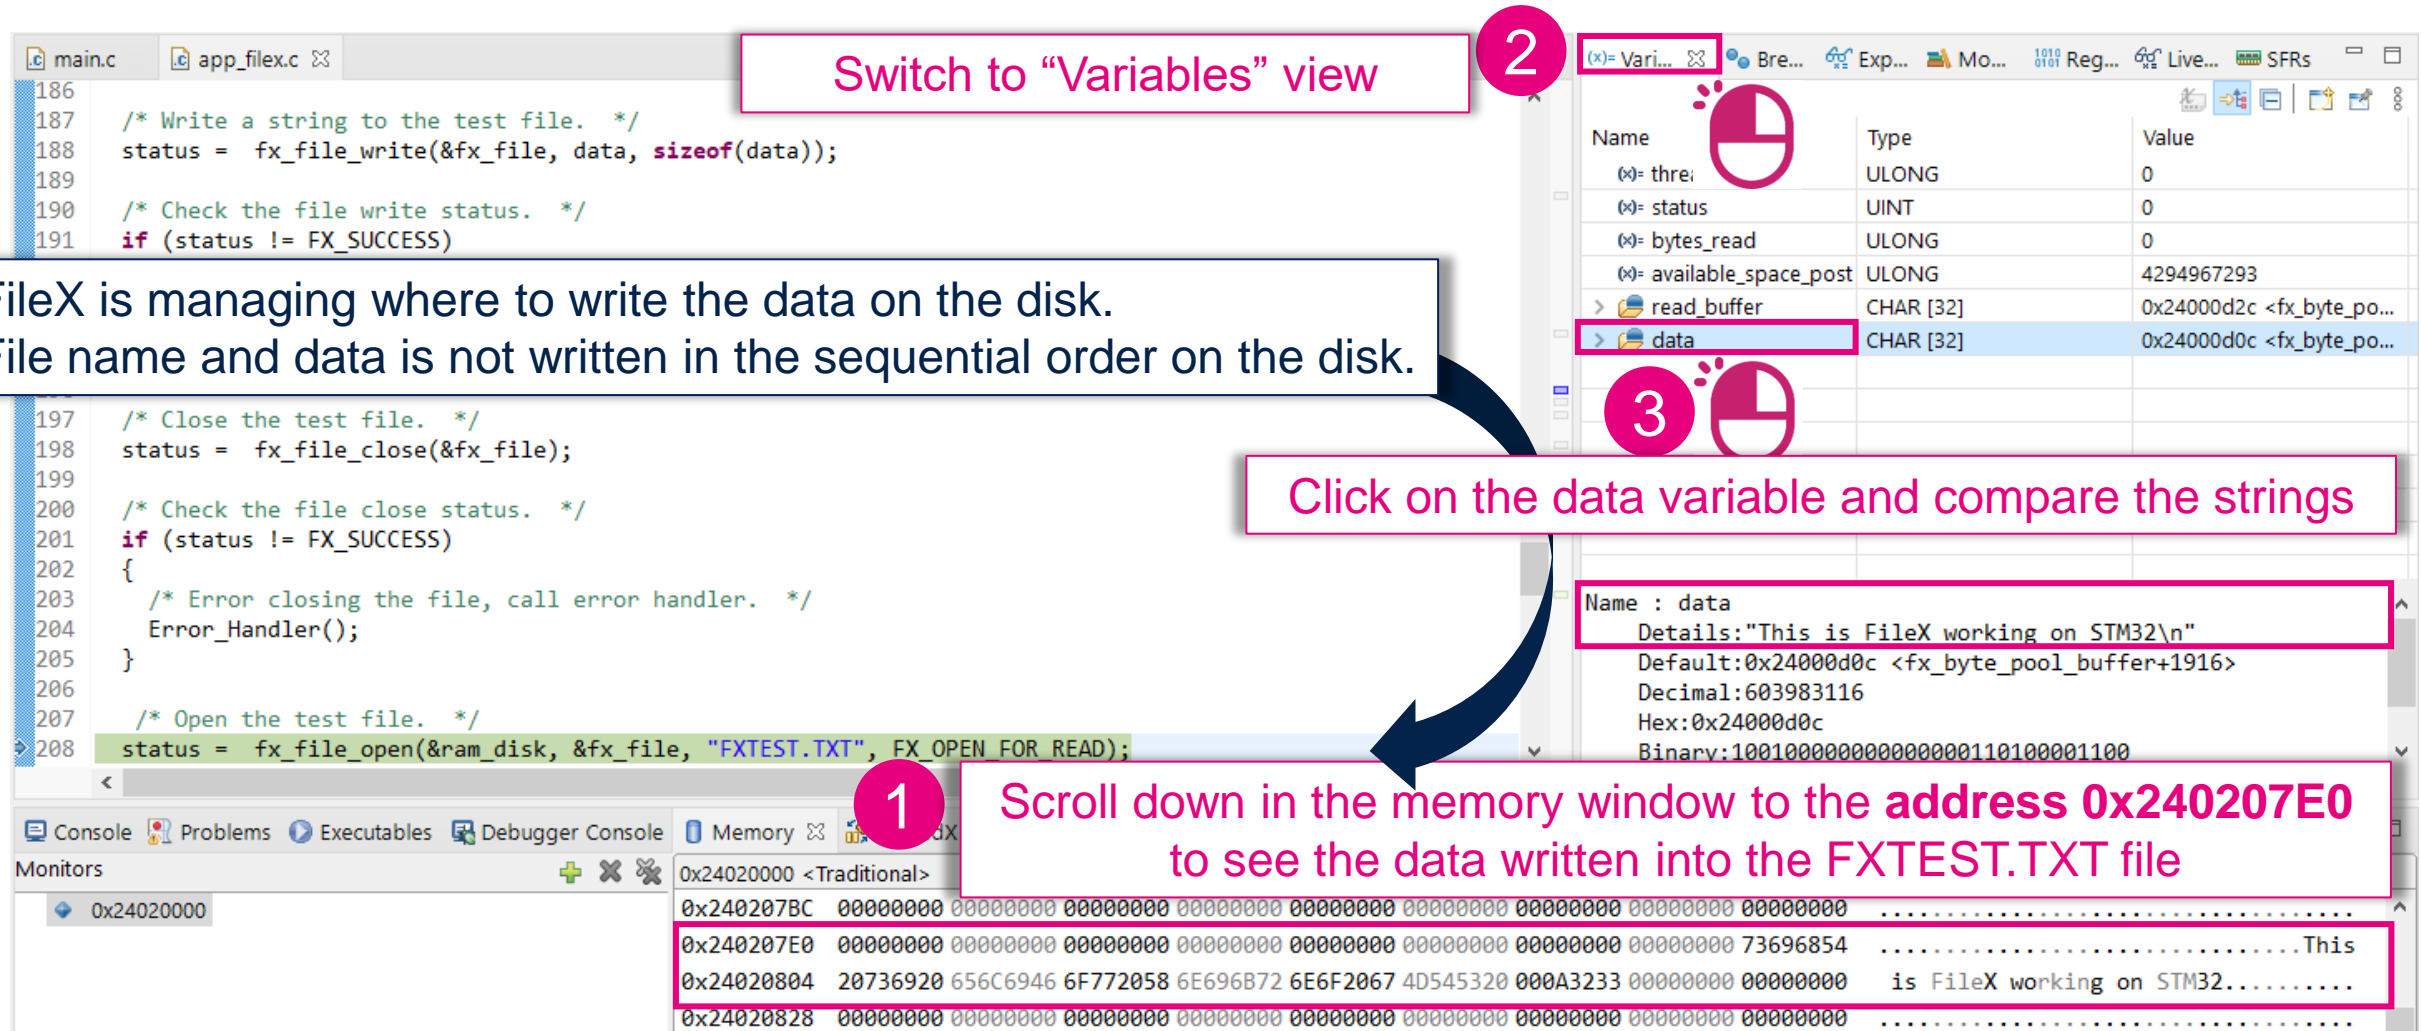 main.c
app_filex.c
Switch to “Variables” view
2
186
187 /* Write a string to the test file. */
188 status = fx_file_write(&fx_file, data, sizeof(data));
189
190 /* Check the file write status. */
191 if (status != FX_SUCCESS)
FileX is managing where to write the data on the disk.
File name and data is not written in the sequential order on the disk.
197 /* Close the test file. */
198 status = fx_file_close(&fx_file);
199
200 /* Check the file close status. */
201 if (status != FX_SUCCESS)
202 {
203 /* Error closing the file, call error handler. */
204 Error_Handler();
205 }
206
207 /* Open the test file. */
208 status = fx_file_open(&ram_disk, &fx_file, "FXTEST.TXT", FX_OPEN_FOR_READ);
(x)= Vari... Bre... Exp... Mo... 1010 0101 Reg... Live... SFRs
Name Type Value
(x)= threa ULONG 0
(x)= status UINT 0
(x)= bytes_read ULONG 0
(x)= available_space_post ULONG 4294967293
> read_buffer CHAR [32] 0x24000d2c <fx_byte_po...
> data CHAR [32] 0x24000d0c <fx_byte_po...
3
Click on the data variable and compare the strings
Name : data
Details:"This is FileX working on STM32\n"
Default:0x24000d0c <fx_byte_pool_buffer+1916>
Decimal:603983116
Hex:0x24000d0c
Binary:100100000000000000110100001100
1
Scroll down in the memory window to the address 0x240207E0
to see the data written into the FXTEST.TXT file
Console Problems Executables Debugger Console Memory dX
Monitors
0x24020000
0x24020000 <Traditional>
0x240207BC 00000000 00000000 00000000 00000000 00000000 00000000 00000000 00000000 00000000 ....................................
0x240207E0 00000000 00000000 00000000 00000000 00000000 00000000 00000000 00000000 73696854 ................................This
0x24020804 20736920 656C6946 6F772058 6E696B72 6E6F2067 4D545320 000A3233 00000000 00000000 is FileX working on STM32..........
0x24020828 00000000 00000000 00000000 00000000 00000000 00000000 00000000 00000000 00000000 ....................................